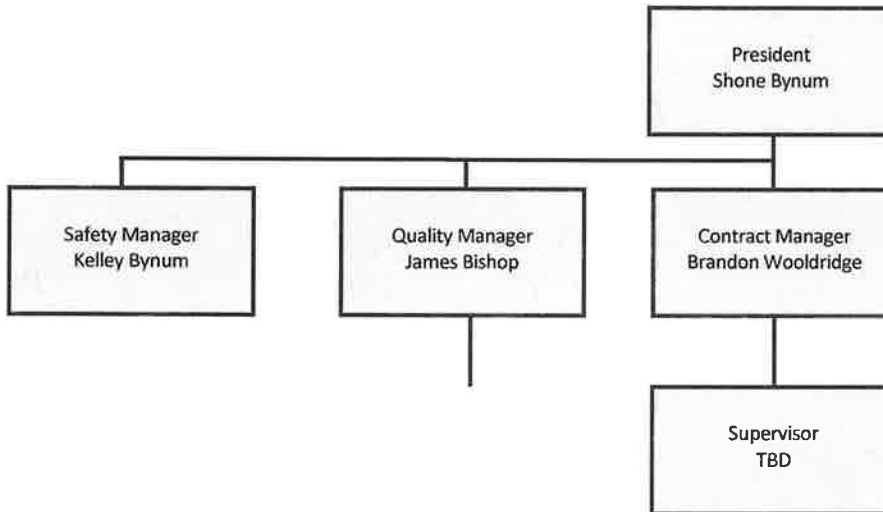 President
Shone Bynum
Safety Manager
Kelley Bynum
Quality Manager
James Bishop
Contract Manager
Brandon Wooldridge
Supervisor
TBD